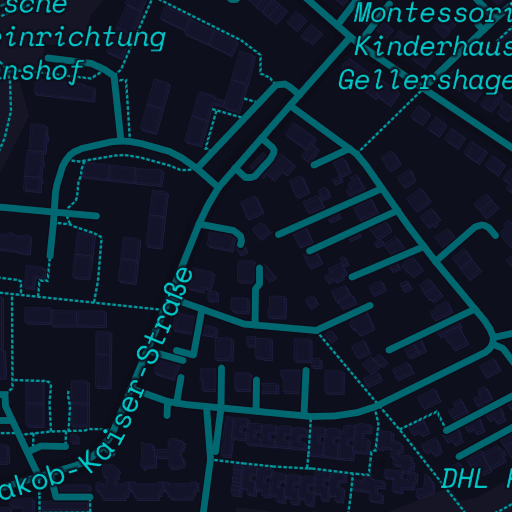 sche
einrichtung
nshof
Montessori
Kinderhaus
Gellershage
Jakob-Kaiser-Straße
DHL